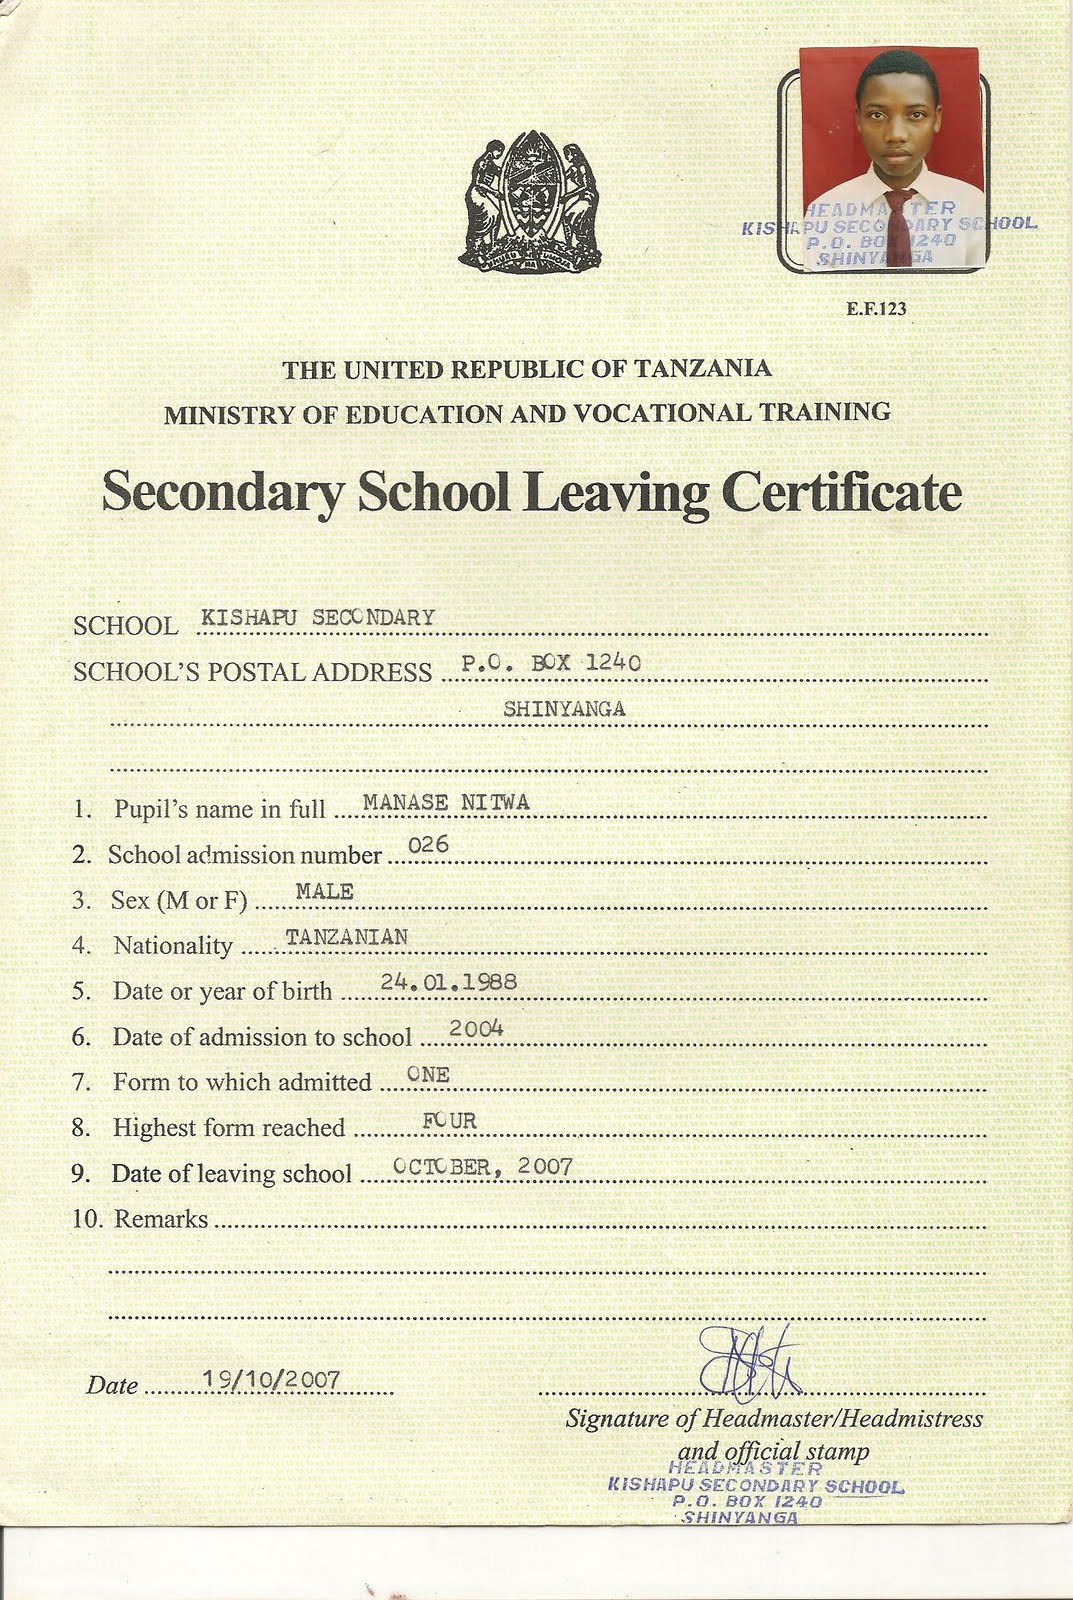 HEADMASTER
KISHAPU SECONDARY SCHOOL
P.O. BOX 1240
SHINYANGA
E.F.123
THE UNITED REPUBLIC OF TANZANIA
MINISTRY OF EDUCATION AND VOCATIONAL TRAINING
Secondary School Leaving Certificate
SCHOOL KISHAPU SECONDARY
SCHOOL'S POSTAL ADDRESS P.O. BOX 1240
SHINYANGA
1. Pupil's name in full MANASE NITWA
2. School admission number 026
3. Sex (M or F) MALE
4. Nationality TANZANIAN
5. Date or year of birth 24.01.1988
6. Date of admission to school 2004
7. Form to which admitted ONE
8. Highest form reached FOUR
9. Date of leaving school OCTOBER, 2007
10. Remarks
Date 19/10/2007
Signature of Headmaster/Headmistress
and official stamp
HEADMASTER
KISHAPU SECONDARY SCHOOL
P.O. BOX 1240
SHINYANGA